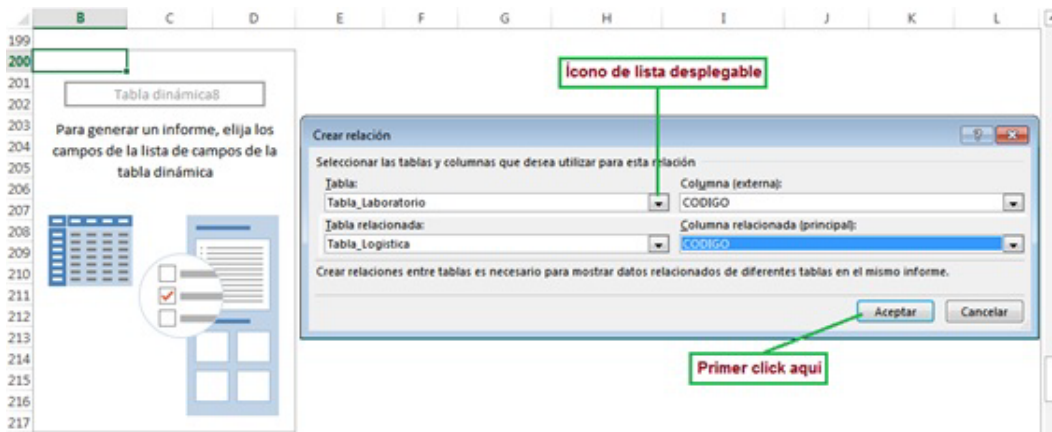 B C D E F G H I J K L
199
200
201
202
203
204
205
206
207
208
209
210
211
212
213
214
215
216
217
Tabla dinámica8
Para generar un informe, elija los
campos de la lista de campos de la
tabla dinámica
Ícono de lista desplegable
Crear relación
Seleccionar las tablas y columnas que desea utilizar para esta relación
Tabla:
Columna (externa):
Tabla_Laboratorio
CODIGO
Tabla relacionada:
Columna relacionada (principal):
Tabla_Logistica
CODIGO
Crear relaciones entre tablas es necesario para mostrar datos relacionados de diferentes tablas en el mismo informe.
Aceptar
Cancelar
Primer click aqui